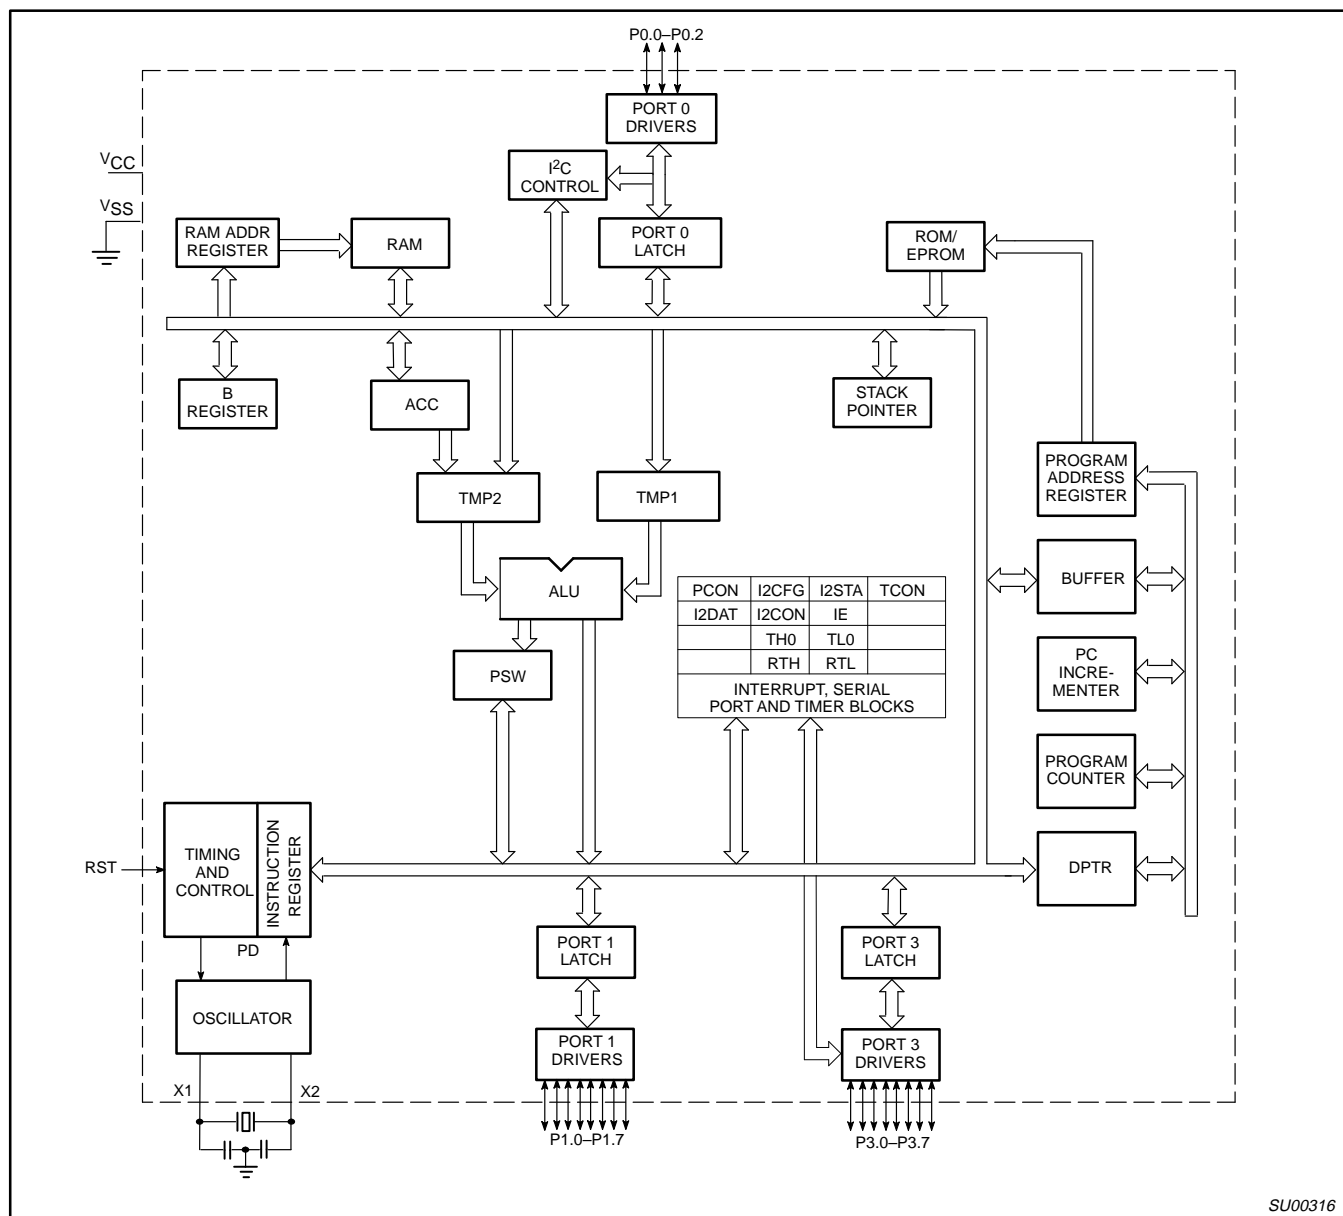 P0.0–P0.2
PORT 0
DRIVERS
VCC
I2C
CONTROL
VSS
RAM ADDR
REGISTER
RAM
PORT 0
LATCH
ROM/
EPROM
B
REGISTER
ACC
STACK
POINTER
PROGRAM
ADDRESS
REGISTER
TMP2
TMP1
BUFFER
ALU
PCON I2CFG I2STA TCON
I2DAT I2CON IE
TH0 TL0
RTH RTL
INTERRUPT, SERIAL
PORT AND TIMER BLOCKS
PSW
PC
INCRE-
MENTER
PROGRAM
COUNTER
RST
TIMING
AND
CONTROL
INSTRUCTION
REGISTER
DPTR
PD
PORT 1
LATCH
PORT 3
LATCH
OSCILLATOR
PORT 1
DRIVERS
PORT 3
DRIVERS
X1
X2
P1.0–P1.7
P3.0–P3.7
SU00316